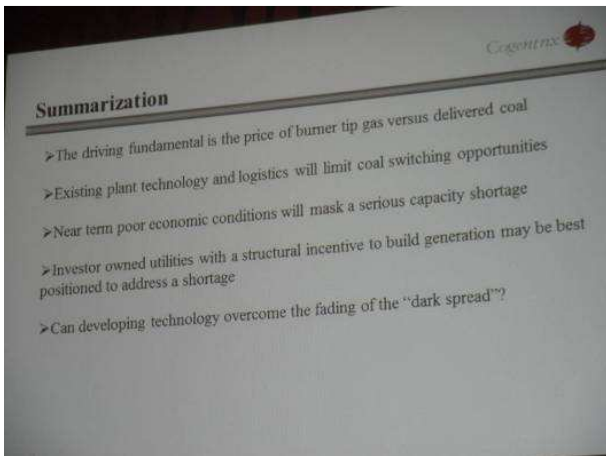 Cogentrix
Summarization
➢The driving fundamental is the price of burner tip gas versus delivered coal
➢Existing plant technology and logistics will limit coal switching opportunities
➢Near term poor economic conditions will mask a serious capacity shortage
➢Investor owned utilities with a structural incentive to build generation may be best
positioned to address a shortage
➢Can developing technology overcome the fading of the “dark spread”?